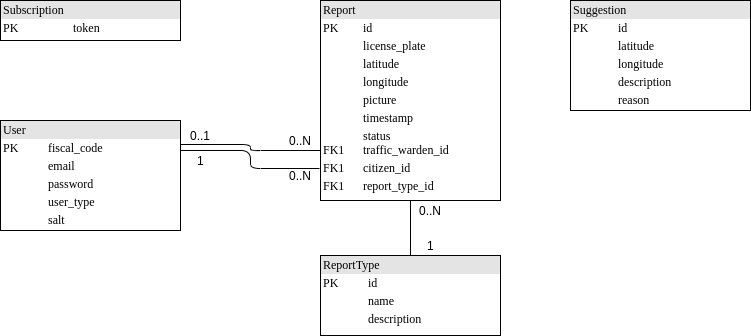 Subscription
PK token
User
PK fiscal_code
email
password
user_type
salt
0..1
1
0..N
0..N
Report
PK id
license_plate
latitude
longitude
picture
timestamp
status
FK1 traffic_warden_id
FK1 citizen_id
FK1 report_type_id
0..N
1
ReportType
PK id
name
description
Suggestion
PK id
latitude
longitude
description
reason